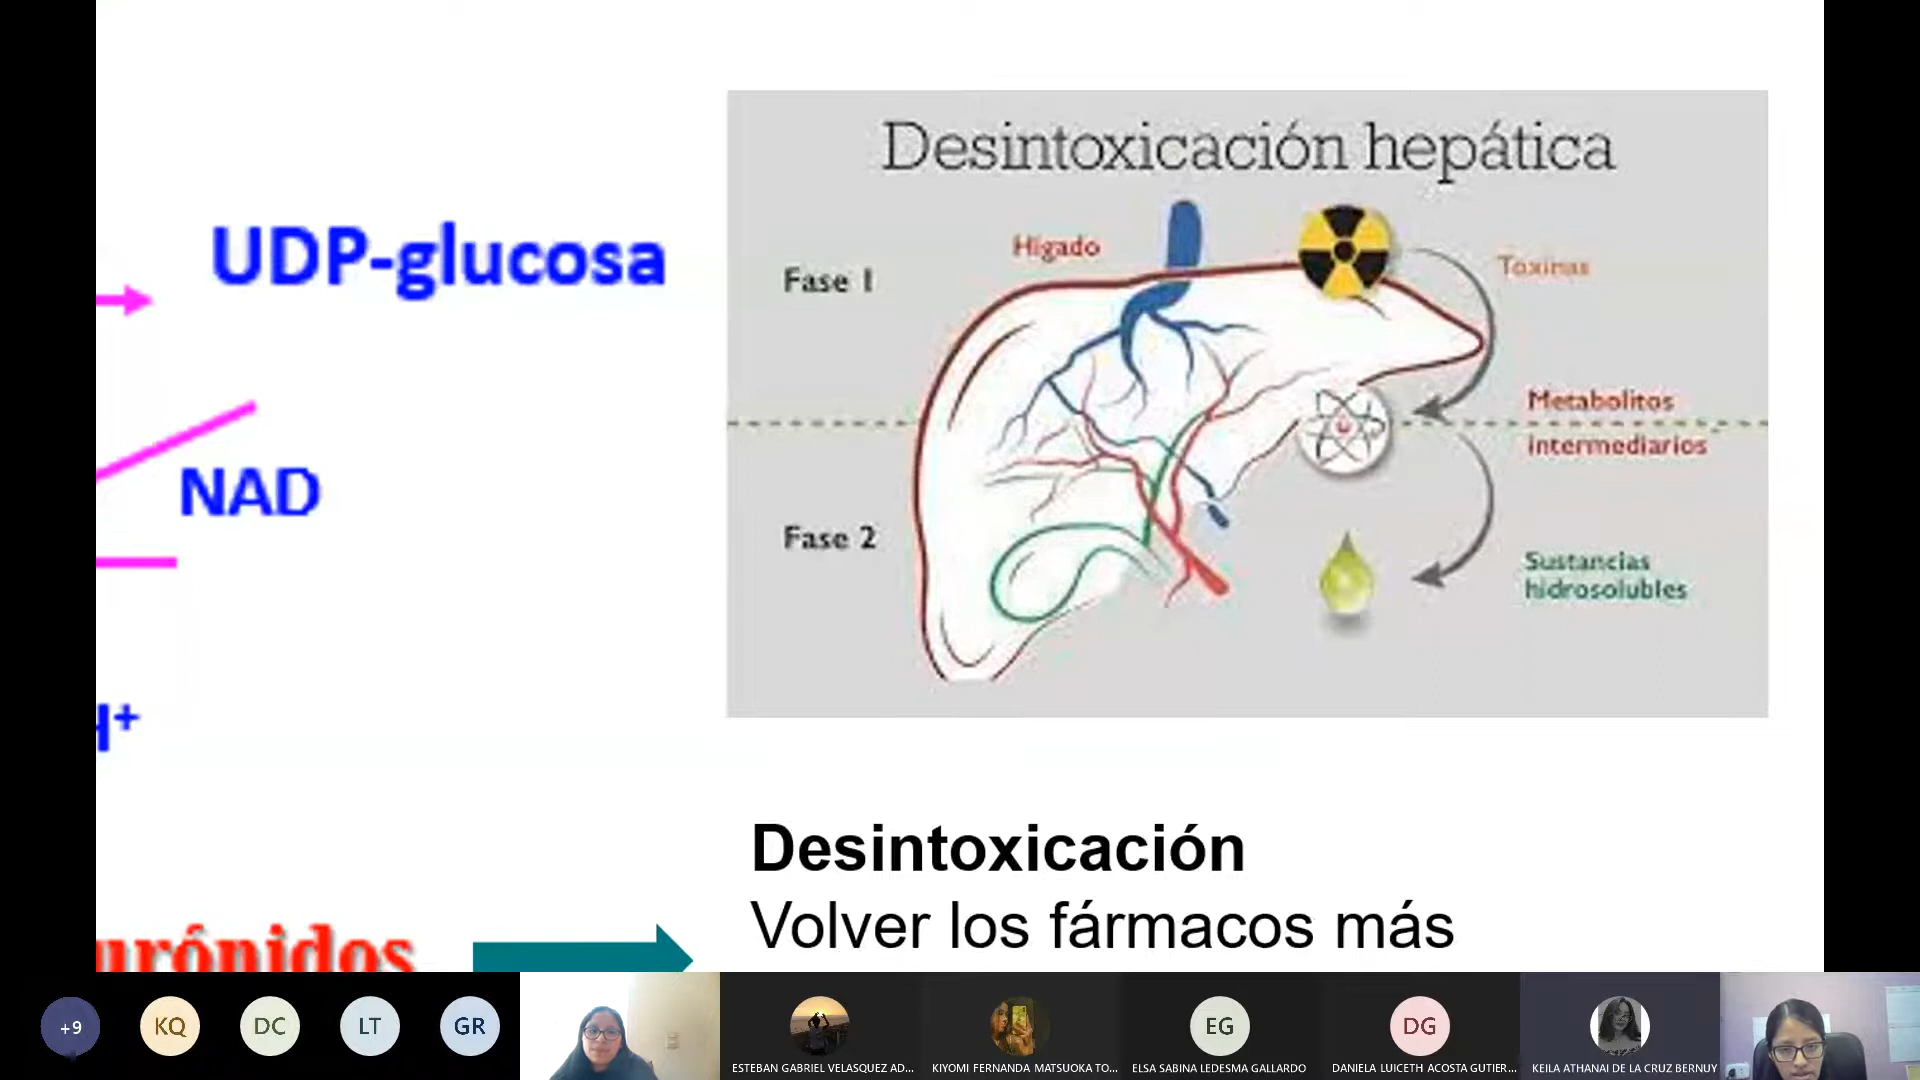 UDP-glucosa
NAD
H⁺
urónidos
Desintoxicación hepática
Hígado
Fase 1
Toxinas
Metabolitos
intermediarios
Fase 2
Sustancias
hidrosolubles
Desintoxicación
Volver los fármacos más
+9
KQ
DC
LT
GR
ESTEBAN GABRIEL VELASQUEZ AD...
KIYOMI FERNANDA MATSUOKA TO...
EG
ELSA SABINA LEDESMA GALLARDO
DG
DANIELA LUICETH ACOSTA GUTIER...
KEILA ATHANAI DE LA CRUZ BERNUY